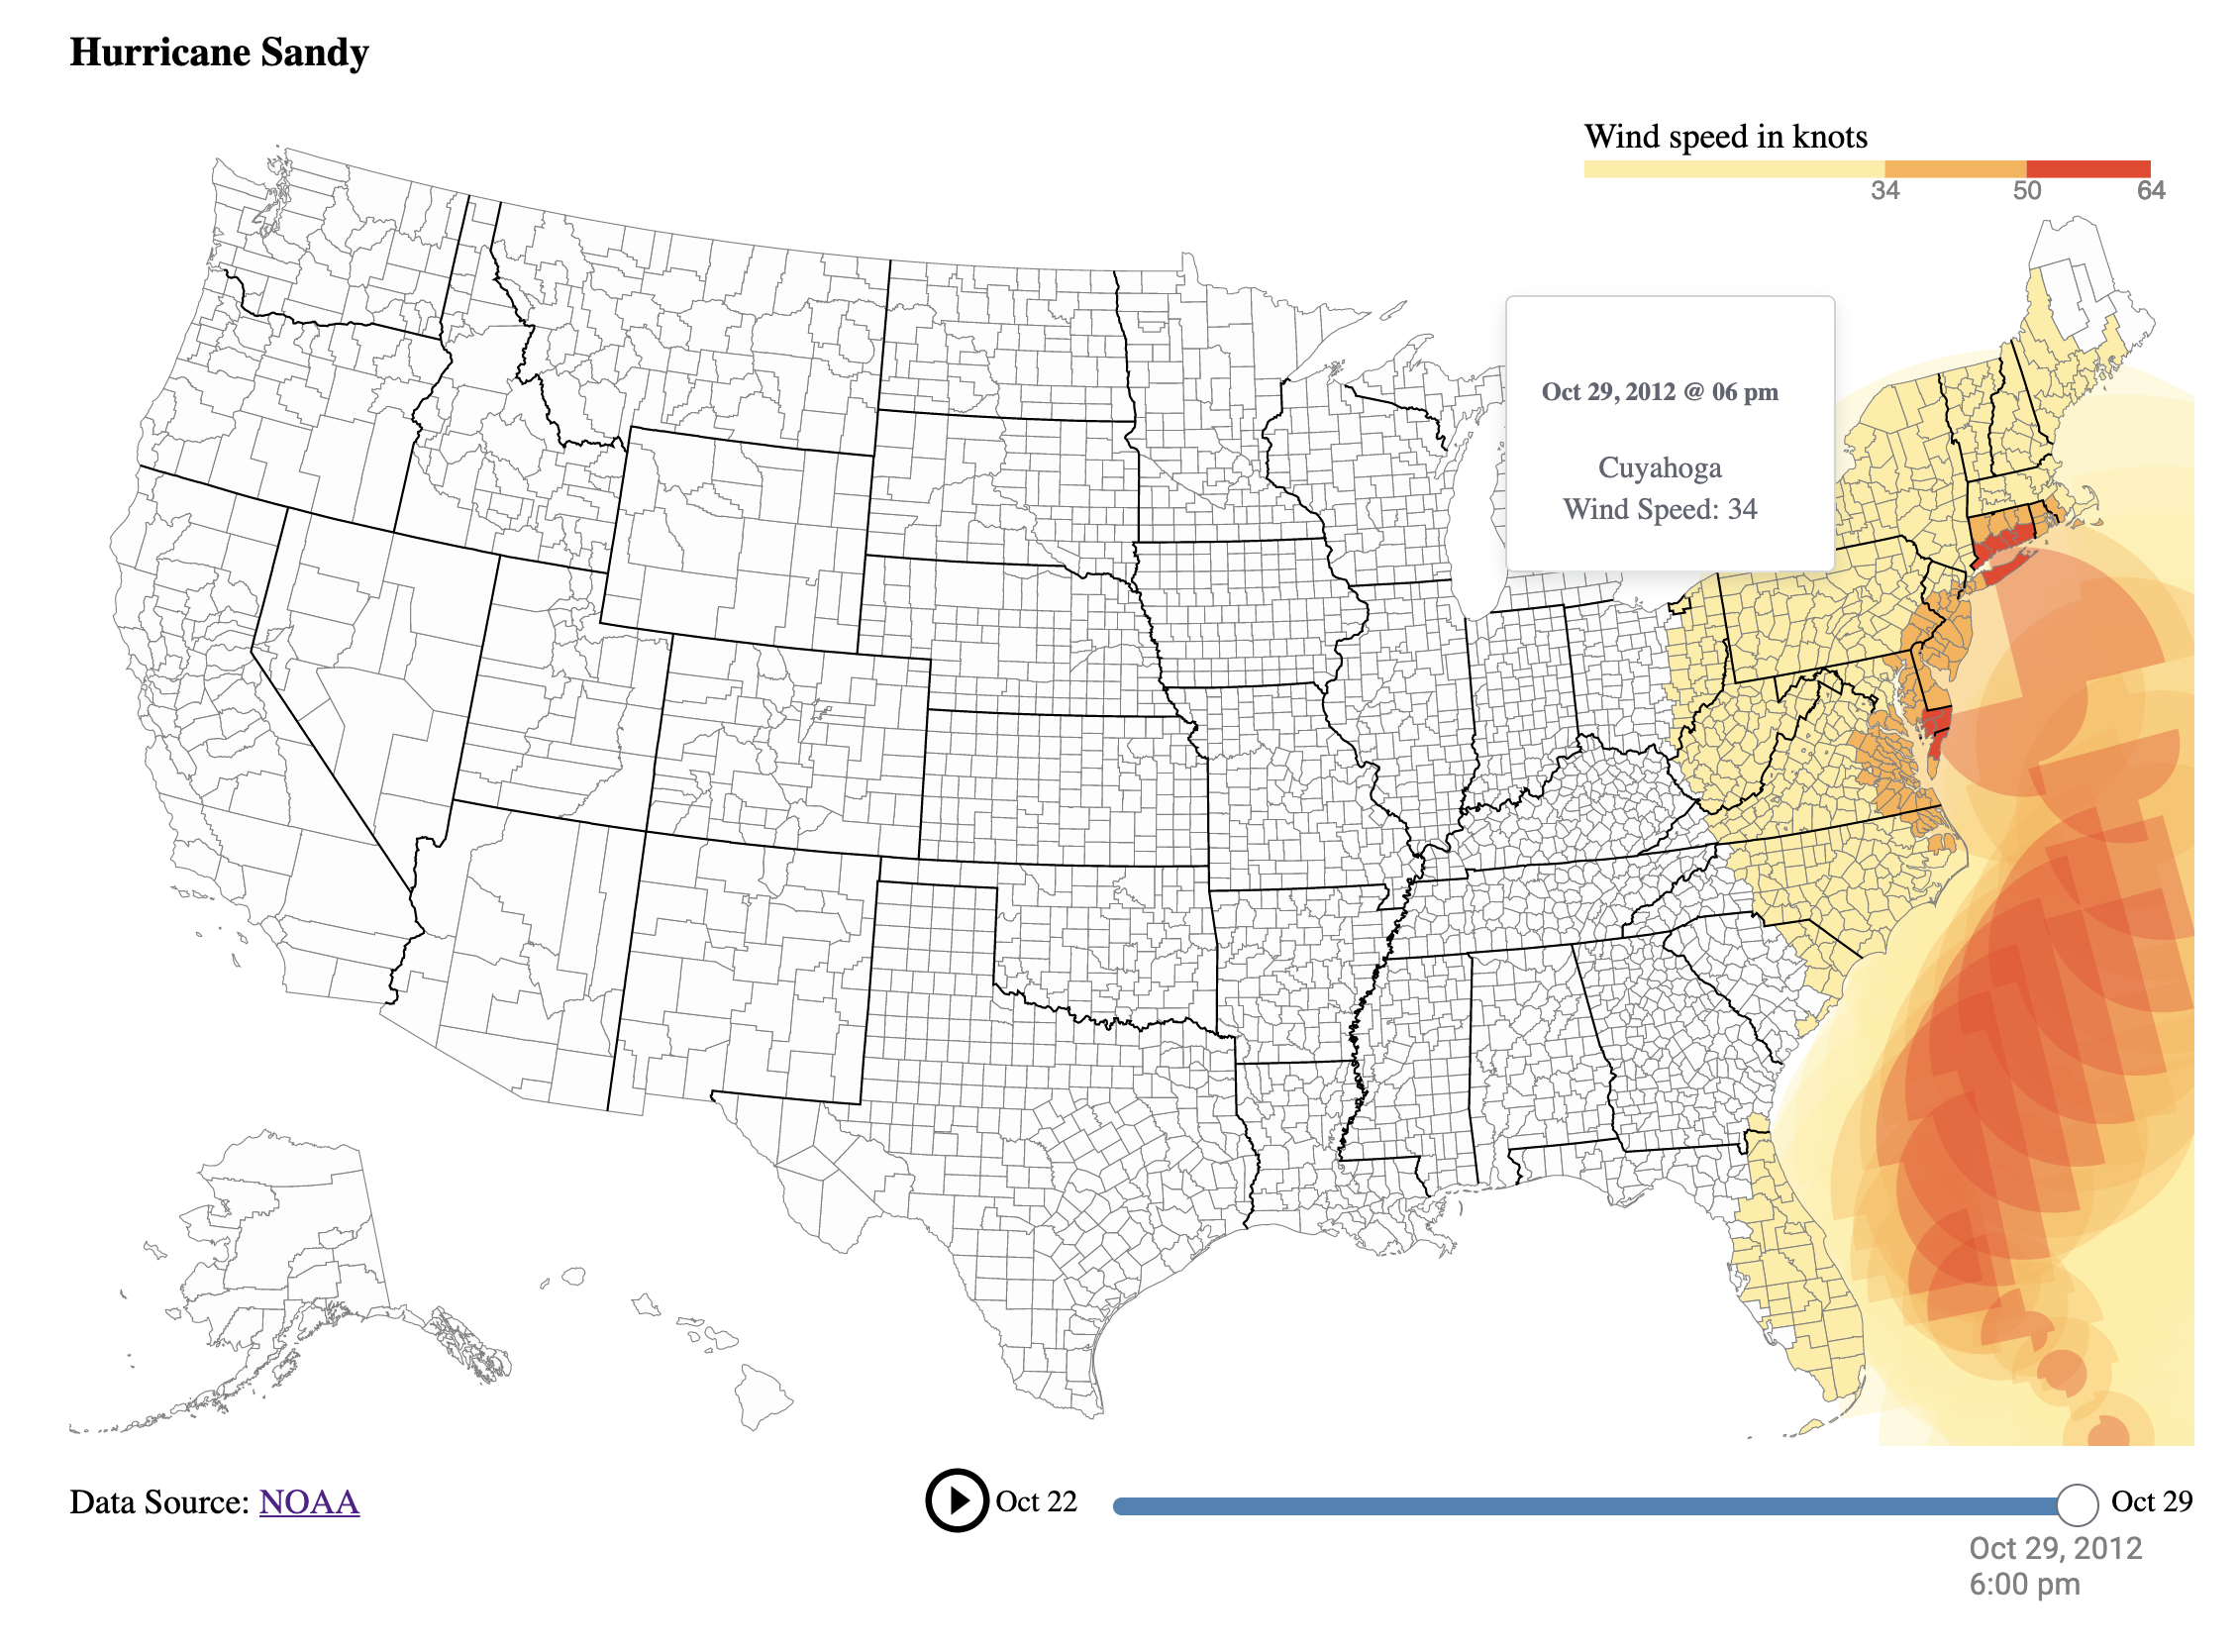 Hurricane Sandy
Wind speed in knots
34 50 64
Oct 29, 2012 @ 06 pm
Cuyahoga
Wind Speed: 34
Data Source: NOAA
Oct 22
Oct 29
Oct 29, 2012
6:00 pm